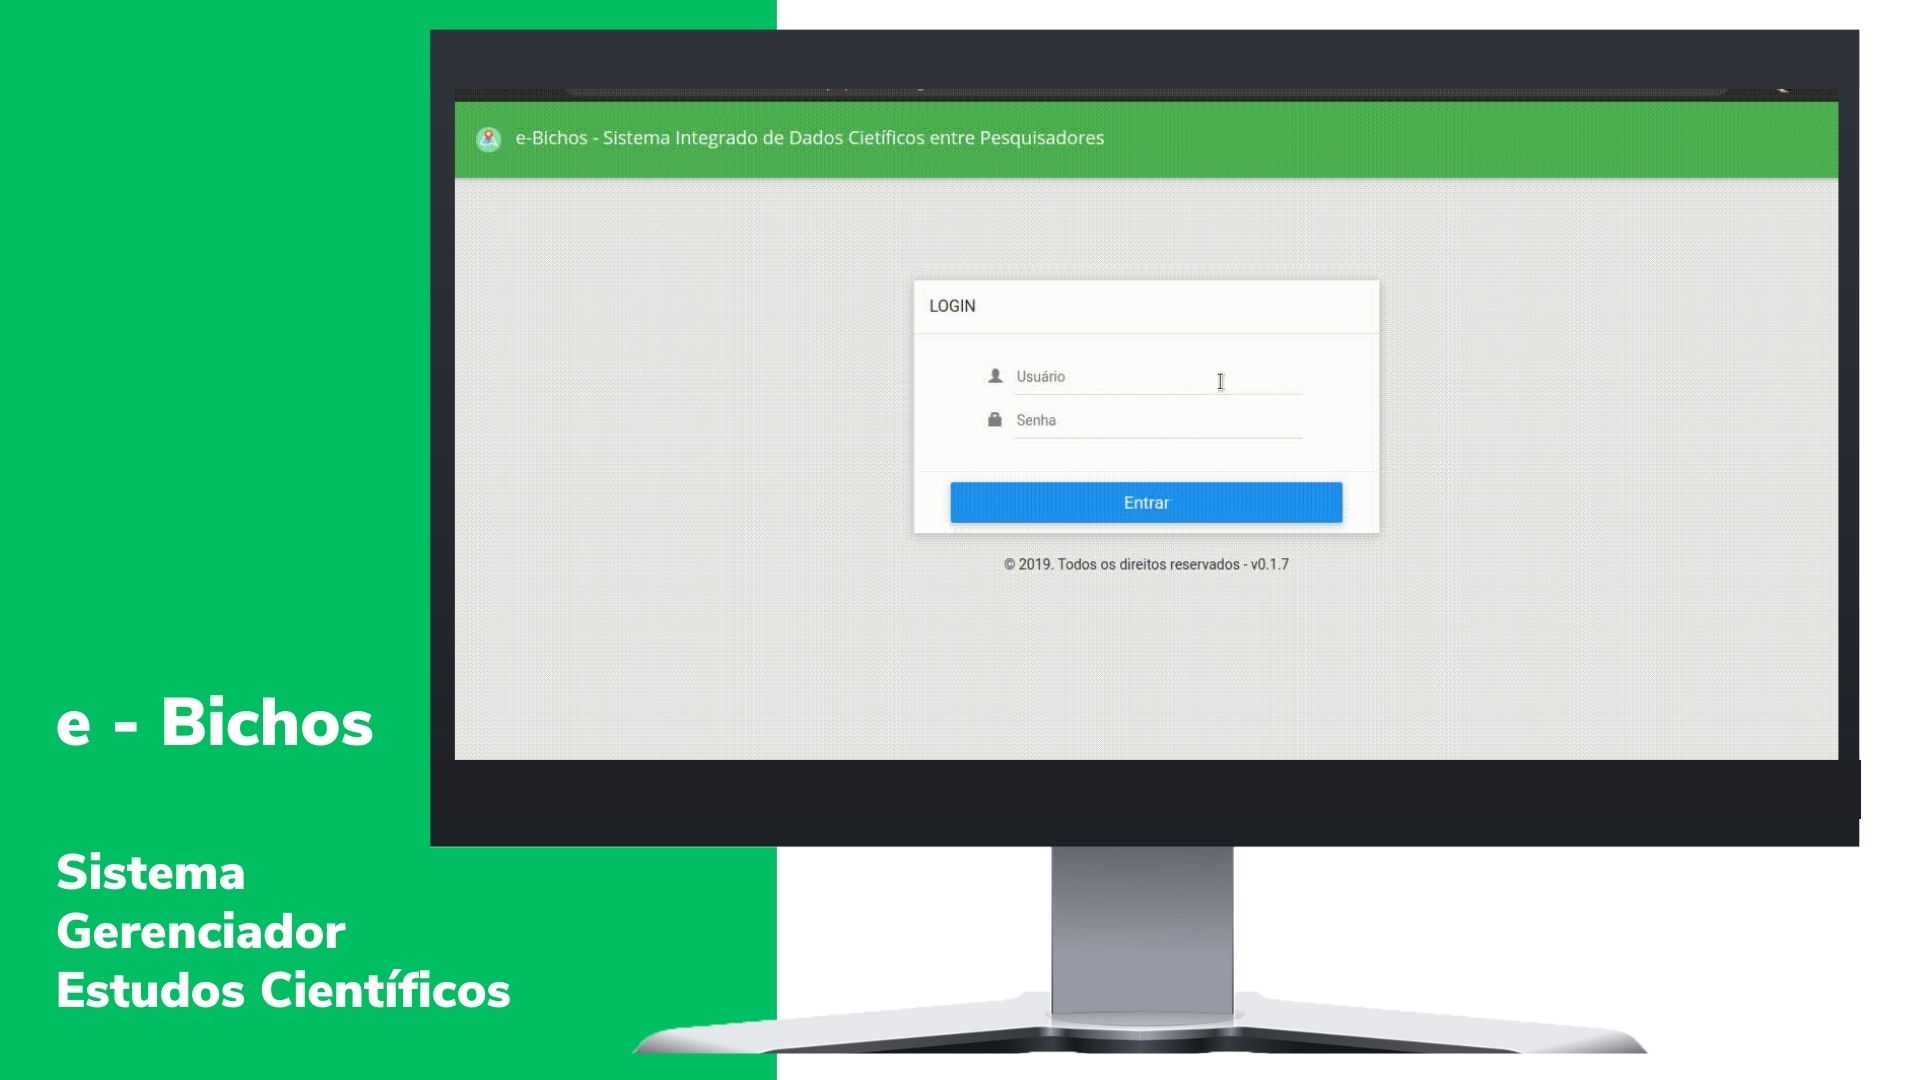 e-Bichos - Sistema Integrado de Dados Cietíficos entre Pesquisadores
LOGIN
Usuário
Senha
Entrar
© 2019. Todos os direitos reservados - v0.1.7
e - Bichos
Sistema
Gerenciador
Estudos Científicos